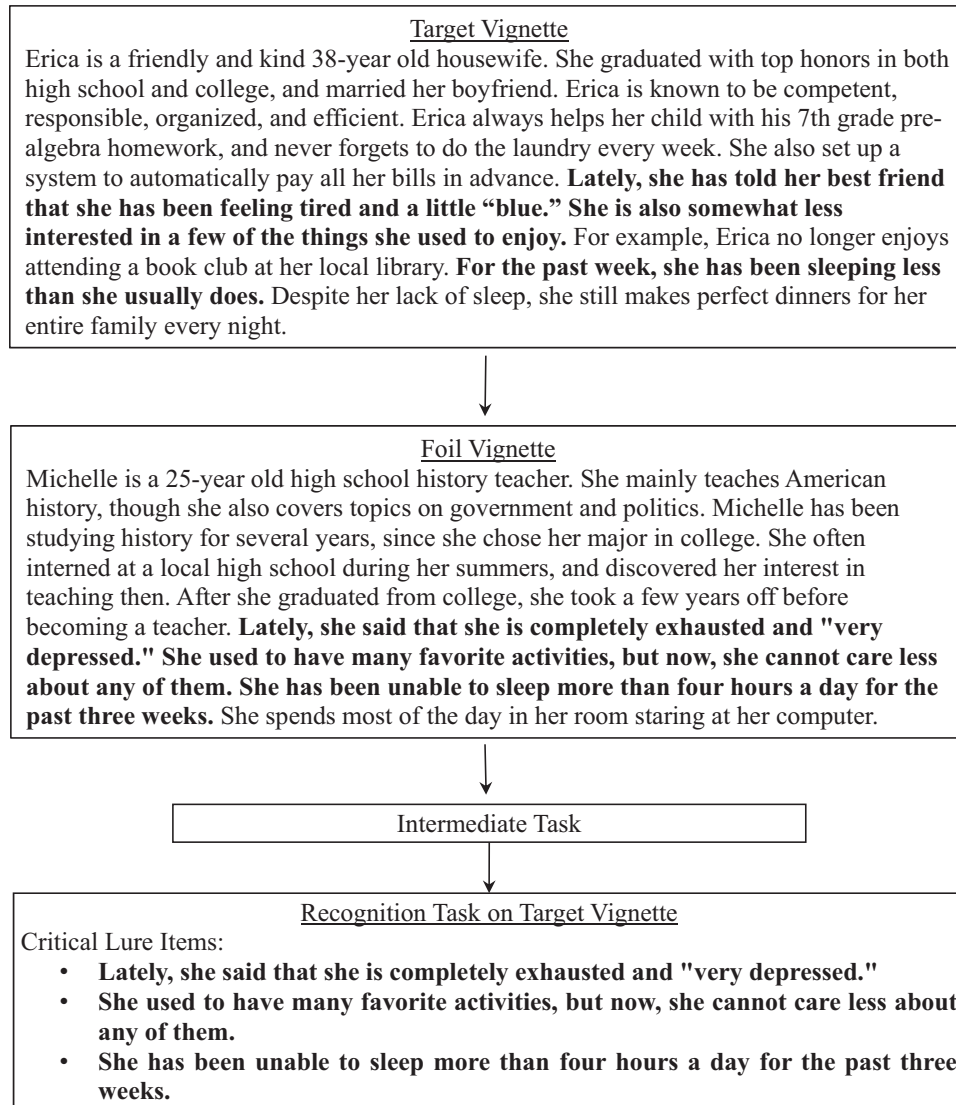 Target Vignette
Erica is a friendly and kind 38-year old housewife. She graduated with top honors in both
high school and college, and married her boyfriend. Erica is known to be competent,
responsible, organized, and efficient. Erica always helps her child with his 7th grade pre-
algebra homework, and never forgets to do the laundry every week. She also set up a
system to automatically pay all her bills in advance. Lately, she has told her best friend
that she has been feeling tired and a little “blue.” She is also somewhat less
interested in a few of the things she used to enjoy. For example, Erica no longer enjoys
attending a book club at her local library. For the past week, she has been sleeping less
than she usually does. Despite her lack of sleep, she still makes perfect dinners for her
entire family every night.
Foil Vignette
Michelle is a 25-year old high school history teacher. She mainly teaches American
history, though she also covers topics on government and politics. Michelle has been
studying history for several years, since she chose her major in college. She often
interned at a local high school during her summers, and discovered her interest in
teaching then. After she graduated from college, she took a few years off before
becoming a teacher. Lately, she said that she is completely exhausted and "very
depressed." She used to have many favorite activities, but now, she cannot care less
about any of them. She has been unable to sleep more than four hours a day for the
past three weeks. She spends most of the day in her room staring at her computer.
Intermediate Task
Recognition Task on Target Vignette
Critical Lure Items:
• Lately, she said that she is completely exhausted and "very depressed."
• She used to have many favorite activities, but now, she cannot care less about
any of them.
• She has been unable to sleep more than four hours a day for the past three
weeks.